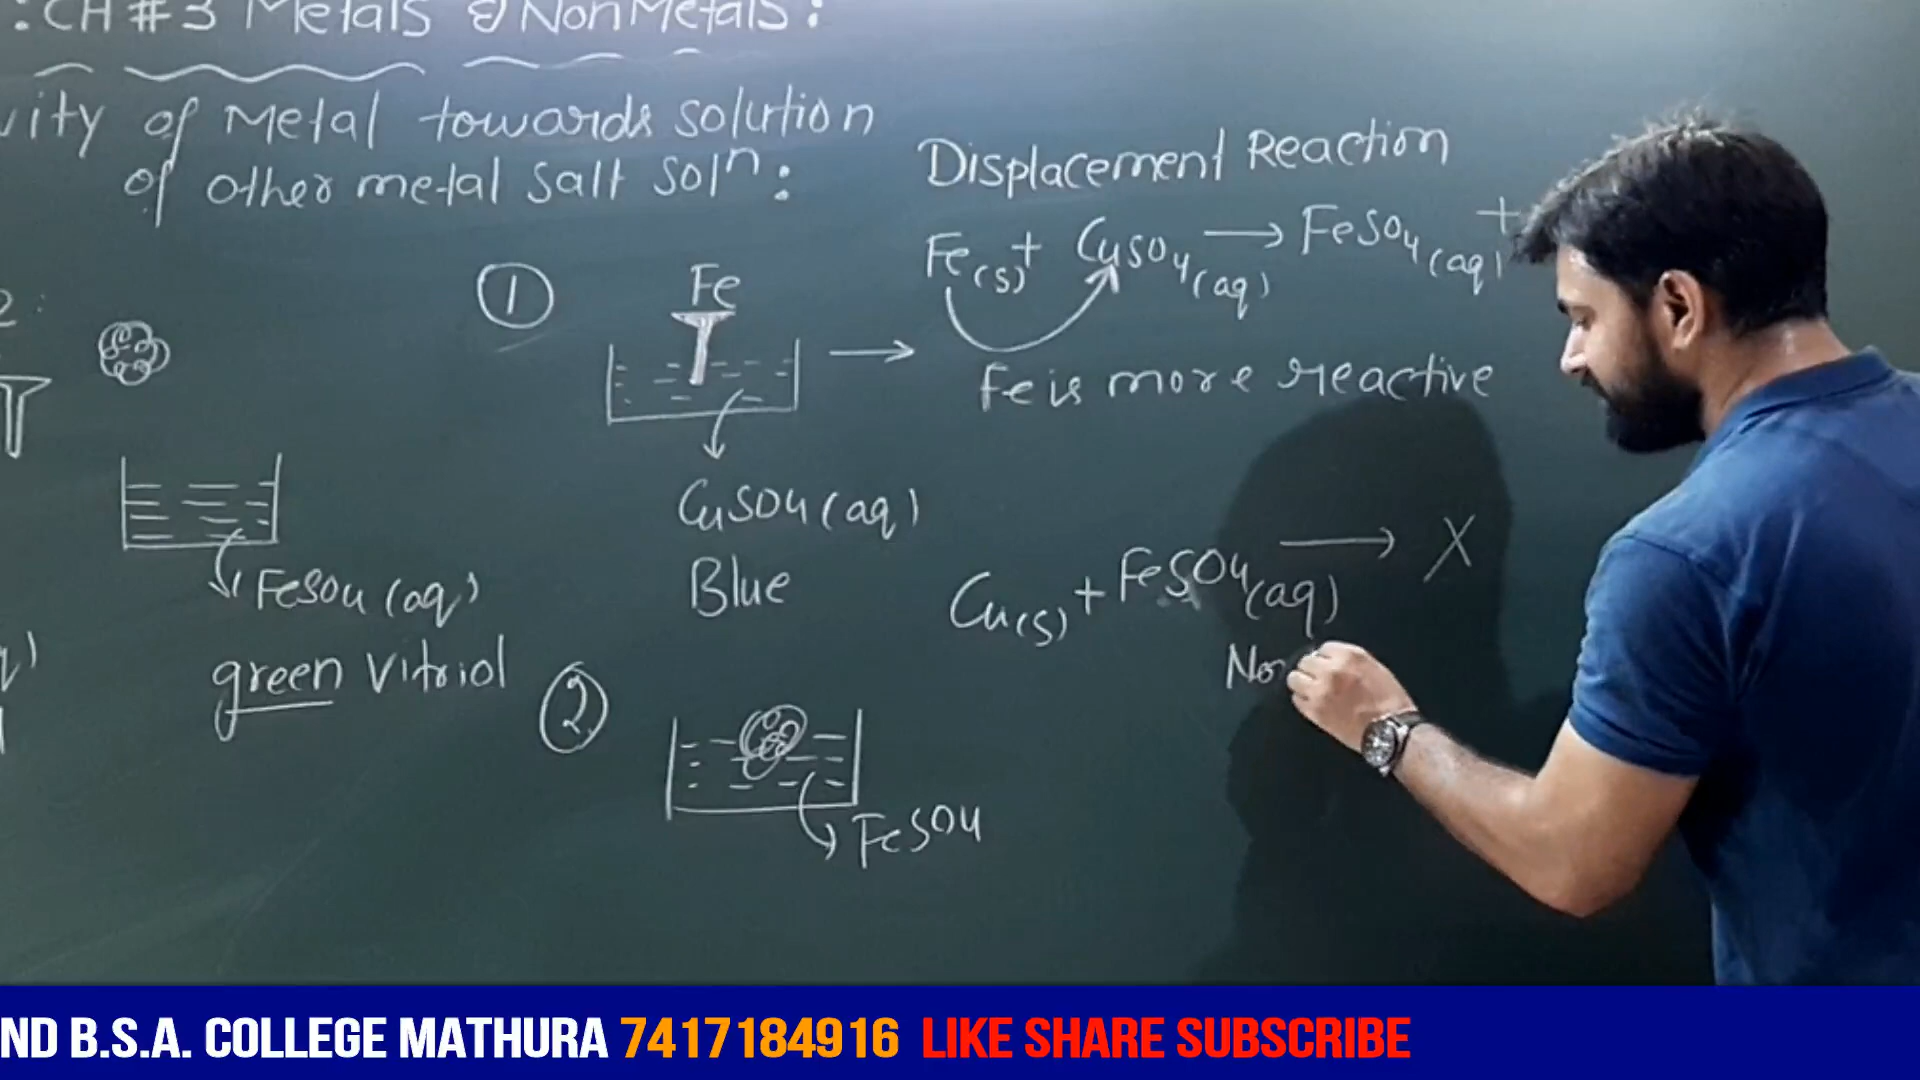 : CH # 3 Metals & NonMetals :
vity of Metal towards solution
of other metal salt solⁿ :
2 :
①
Fe
CuSO4 (aq)
Blue
FeSO4 (aq)
green vitriol
②
FeSO4
Displacement Reaction
Fe(s) + CuSO4(aq) → FeSO4(aq) +
Fe is more reactive
Cu(s) + FeSO4(aq) → X
No
ND B.S.A. COLLEGE MATHURA 7417184916 LIKE SHARE SUBSCRIBE